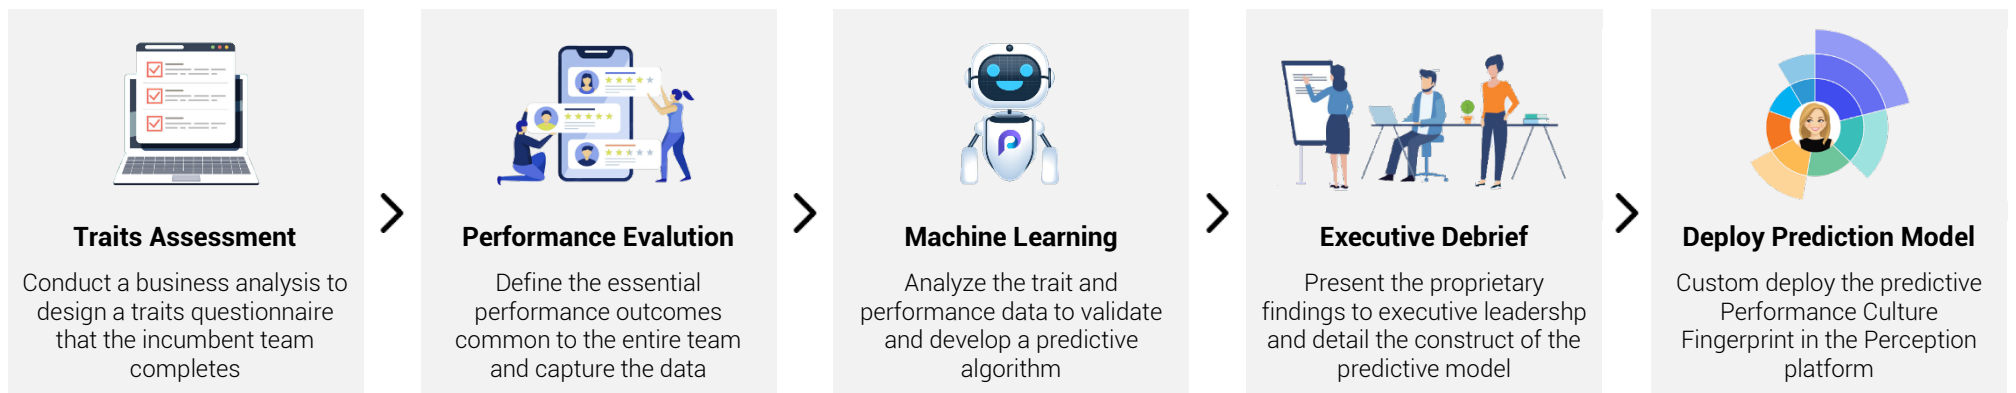 Traits Assessment
Conduct a business analysis to
design a traits questionnaire
that the incumbent team
completes
Performance Evalution
Define the essential
performance outcomes
common to the entire team
and capture the data
P
Machine Learning
Analyze the trait and
performance data to validate
and develop a predictive
algorithm
Executive Debrief
Present the proprietary
findings to executive leadershp
and detail the construct of the
predictive model
Deploy Prediction Model
Custom deploy the predictive
Performance Culture
Fingerprint in the Perception
platform